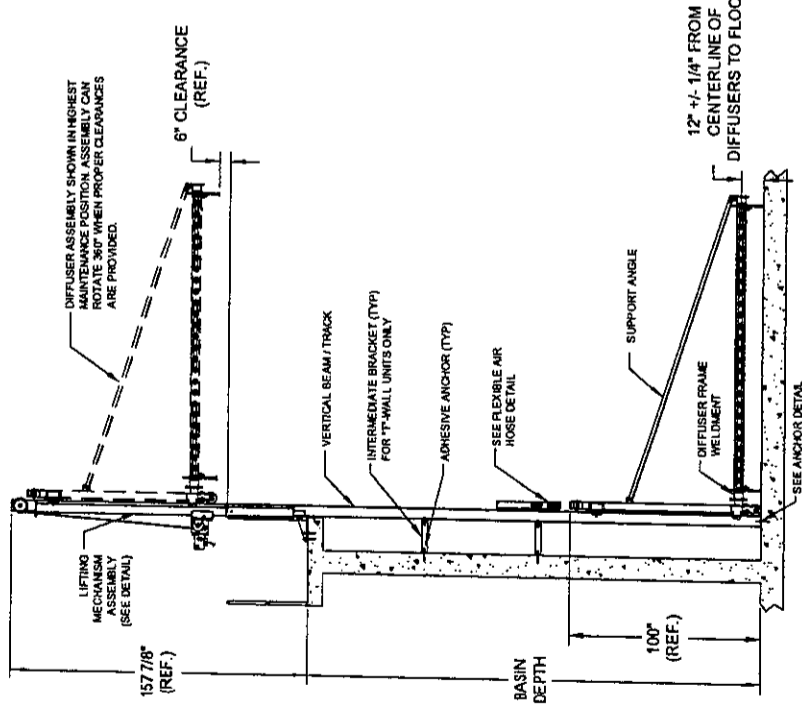 DIFFUSER ASSEMBLY SHOWN IN HIGHEST
MAINTENANCE POSITION. ASSEMBLY CAN
ROTATE 360° WHEN PROPER CLEARANCES
ARE PROVIDED.
6" CLEARANCE
(REF.)
LIFTING
MECHANISM
ASSEMBLY
(SEE DETAIL)
157 7/8"
(REF.)
VERTICAL BEAM / TRACK
INTERMEDIATE BRACKET (TYP)
FOR "T"-WALL UNITS ONLY
ADHESIVE ANCHOR (TYP)
SEE FLEXIBLE AIR
HOSE DETAIL
BASIN
DEPTH
100"
(REF.)
SUPPORT ANGLE
DIFFUSER FRAME
WELDMENT
12" +/- 1/4" FROM
CENTERLINE OF
DIFFUSERS TO FLOO
SEE ANCHOR DETAIL